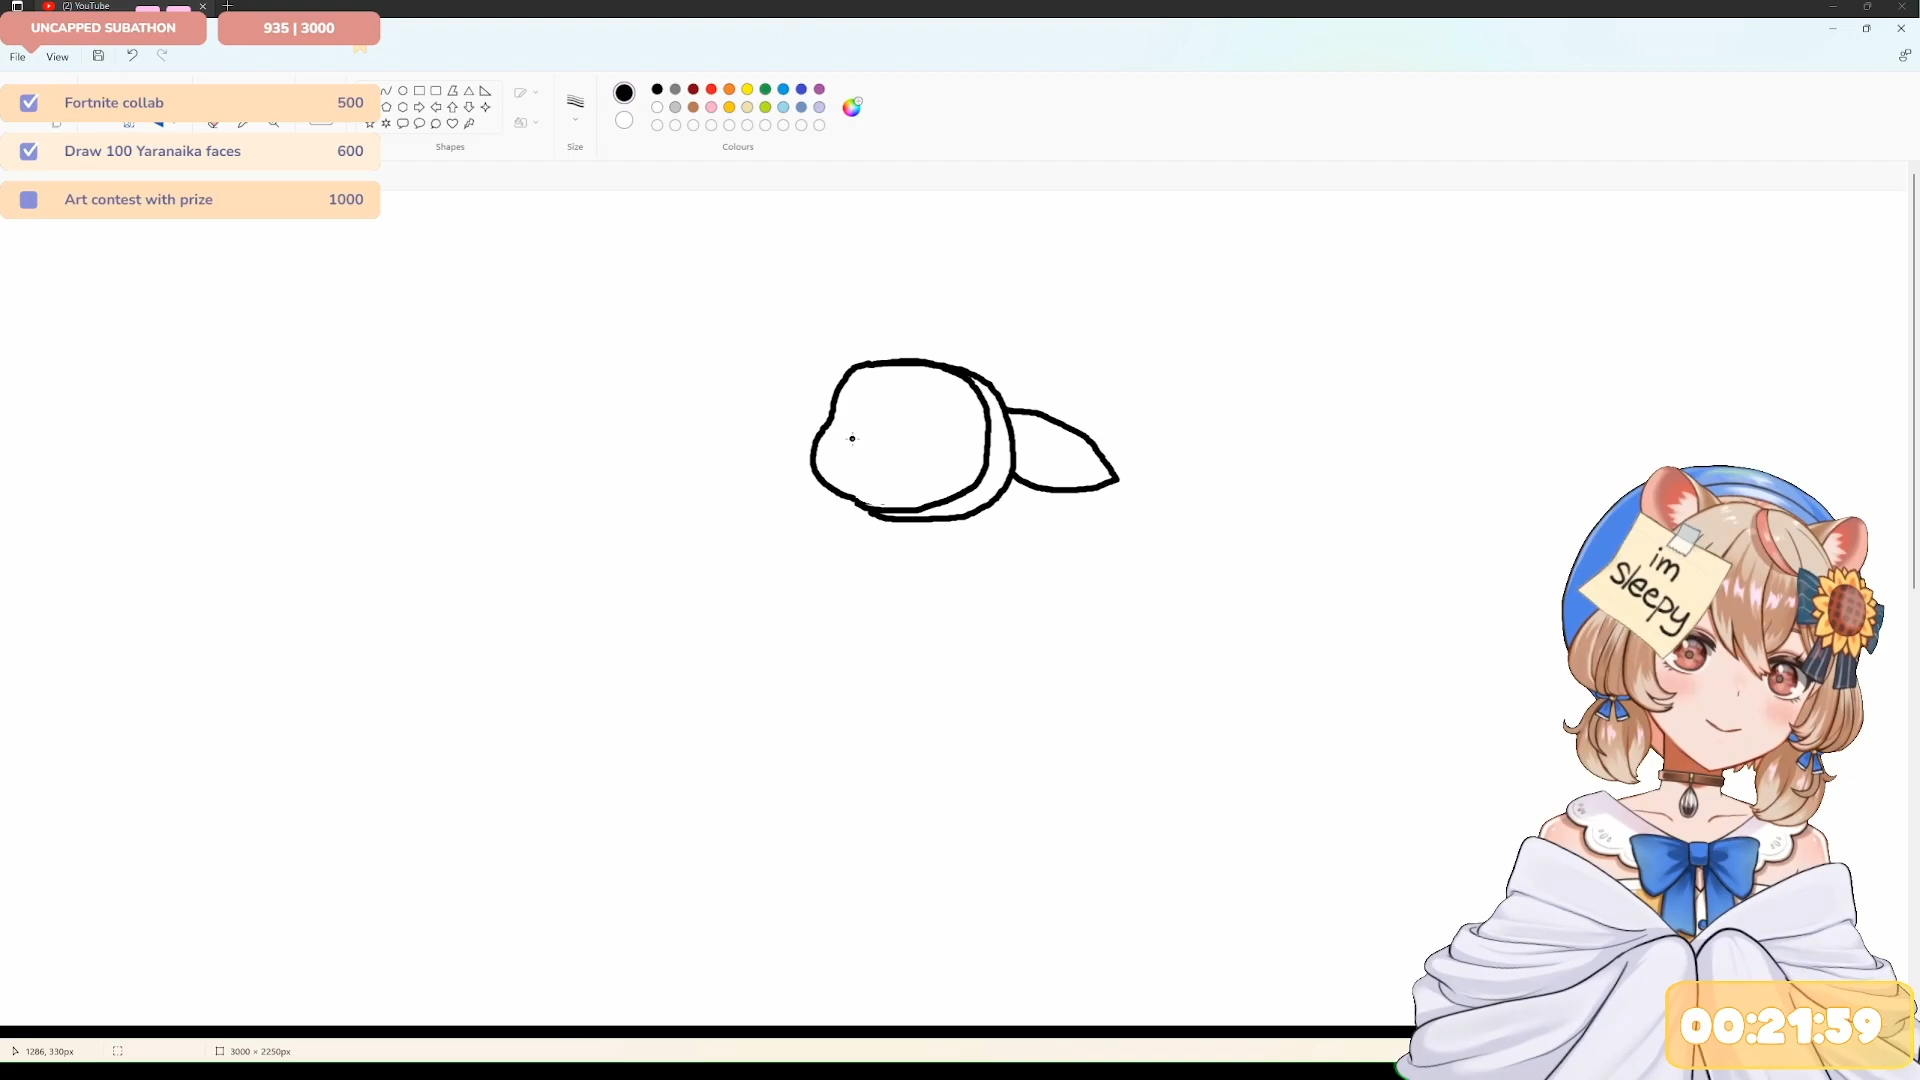 (2) YouTube
UNCAPPED SUBATHON
935 | 3000
File
View
Fortnite collab
500
Draw 100 Yaranaika faces
600
Art contest with prize
1000
Shapes
Size
Colours
im
sleepy
00:21:59
1286, 330px
3000 × 2250px